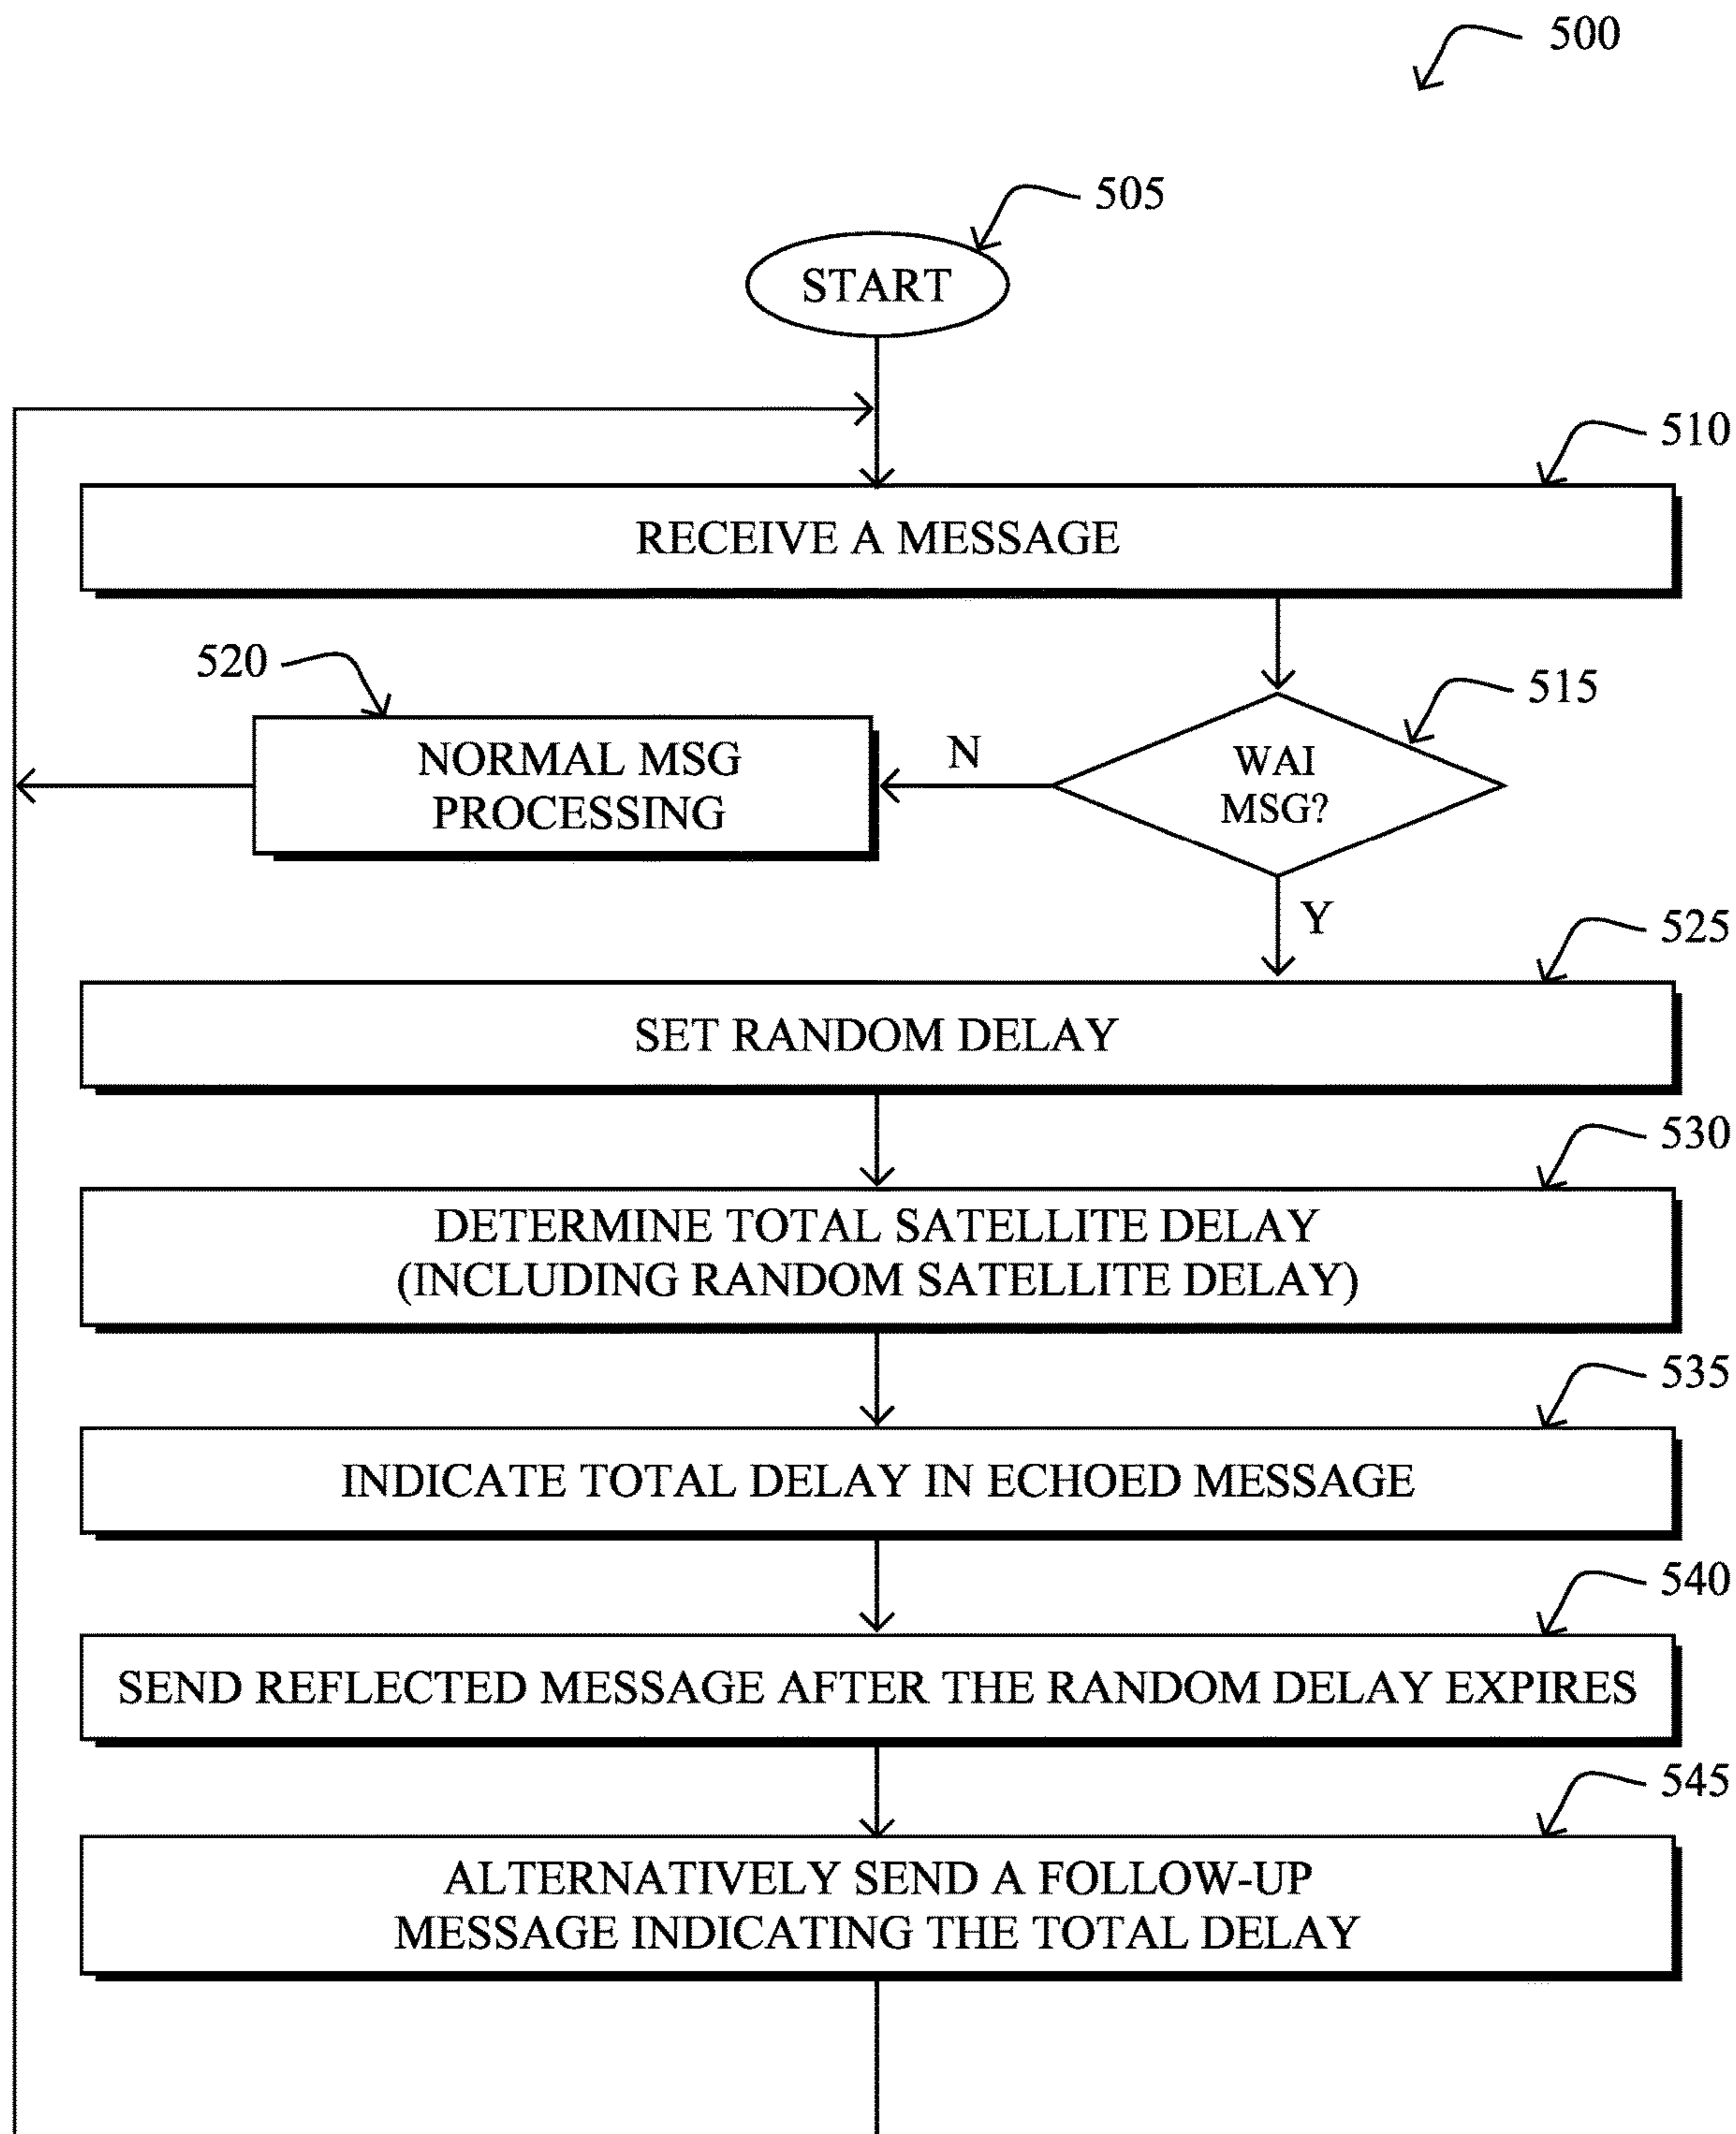 500
505
START
510
RECEIVE A MESSAGE
520
515
NORMAL MSG
PROCESSING
N
WAI
MSG?
Y
525
SET RANDOM DELAY
530
DETERMINE TOTAL SATELLITE DELAY
(INCLUDING RANDOM SATELLITE DELAY)
535
INDICATE TOTAL DELAY IN ECHOED MESSAGE
540
SEND REFLECTED MESSAGE AFTER THE RANDOM DELAY EXPIRES
545
ALTERNATIVELY SEND A FOLLOW-UP
MESSAGE INDICATING THE TOTAL DELAY